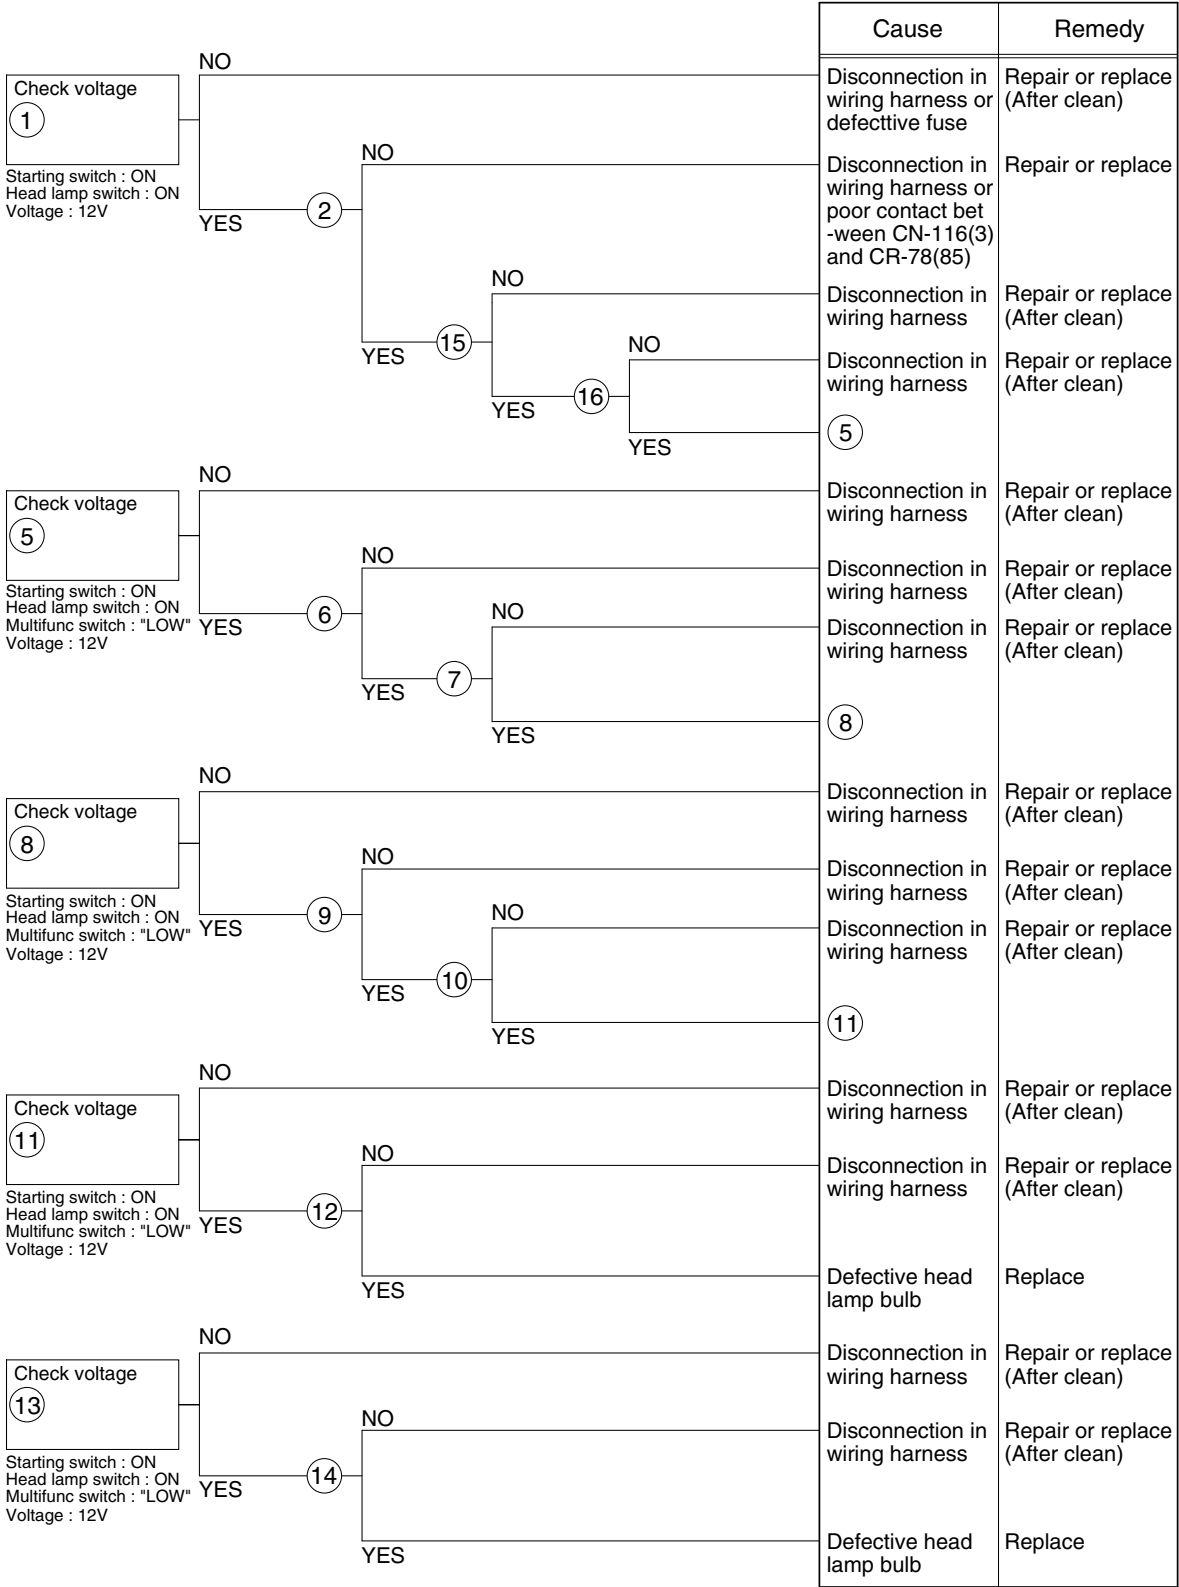 Cause Remedy
NO
Check voltage
1
Starting switch : ON
Head lamp switch : ON
Voltage : 12V
YES
2
Disconnection in
wiring harness or
defecttive fuse
Repair or replace
(After clean)
NO
Disconnection in
wiring harness or
poor contact bet
-ween CN-116(3)
and CR-78(85)
Repair or replace
YES
15
NO
Disconnection in
wiring harness
Repair or replace
(After clean)
YES
16
NO
Disconnection in
wiring harness
Repair or replace
(After clean)
YES
5
NO
Check voltage
5
Starting switch : ON
Head lamp switch : ON
Multifunc switch : "LOW"
Voltage : 12V
YES
6
Disconnection in
wiring harness
Repair or replace
(After clean)
NO
Disconnection in
wiring harness
Repair or replace
(After clean)
YES
7
NO
Disconnection in
wiring harness
Repair or replace
(After clean)
YES
8
NO
Check voltage
8
Starting switch : ON
Head lamp switch : ON
Multifunc switch : "LOW"
Voltage : 12V
YES
9
Disconnection in
wiring harness
Repair or replace
(After clean)
NO
Disconnection in
wiring harness
Repair or replace
(After clean)
YES
10
NO
Disconnection in
wiring harness
Repair or replace
(After clean)
YES
11
NO
Check voltage
11
Starting switch : ON
Head lamp switch : ON
Multifunc switch : "LOW"
Voltage : 12V
YES
12
Disconnection in
wiring harness
Repair or replace
(After clean)
NO
Disconnection in
wiring harness
Repair or replace
(After clean)
YES
Defective head
lamp bulb
Replace
NO
Check voltage
13
Starting switch : ON
Head lamp switch : ON
Multifunc switch : "LOW"
Voltage : 12V
YES
14
Disconnection in
wiring harness
Repair or replace
(After clean)
NO
Disconnection in
wiring harness
Repair or replace
(After clean)
YES
Defective head
lamp bulb
Replace